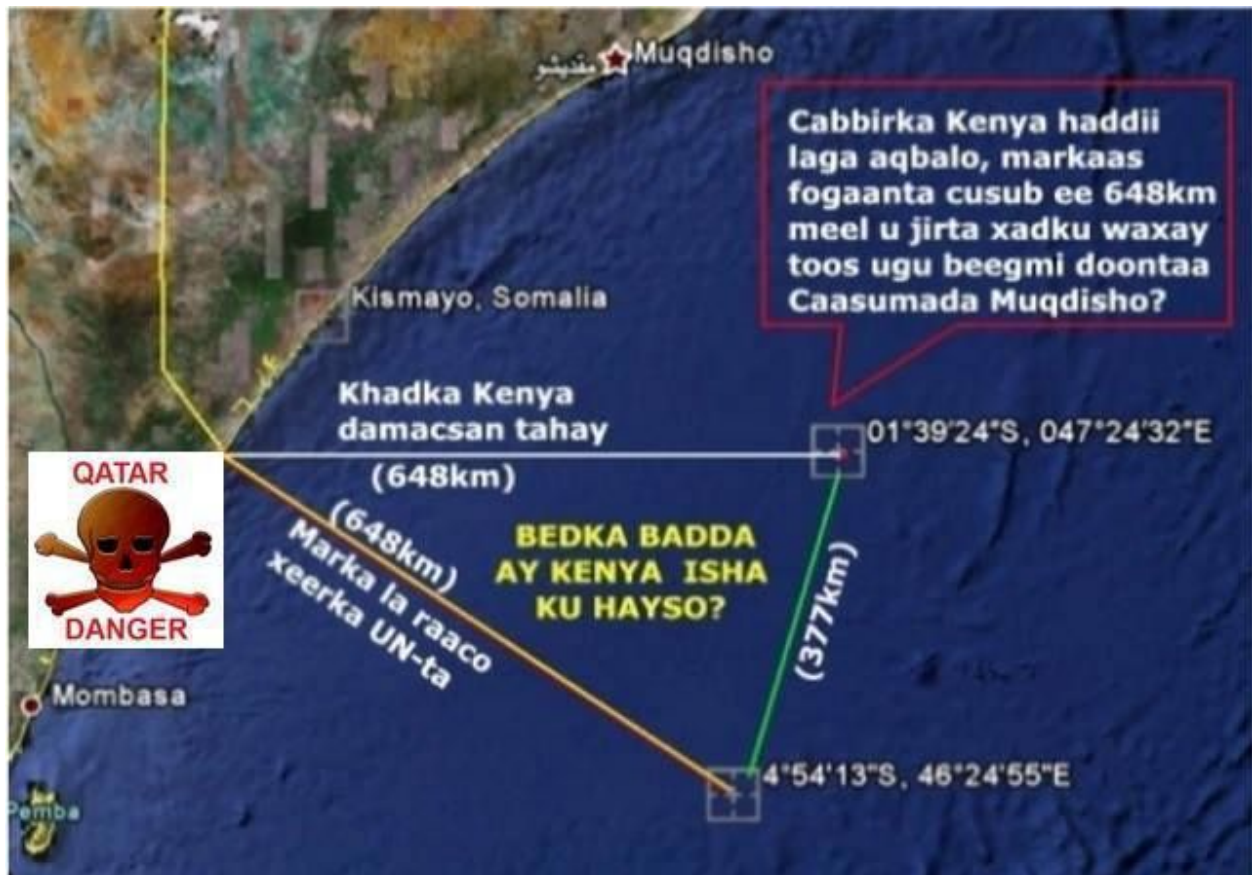 مقديشو
Muqdisho
Cabbirka Kenya haddii
laga aqbalo, markaas
fogaanta cusub ee 648km
meel u jirta xadku waxay
toos ugu beegmi doontaa
Caasumada Muqdisho?
Kismayo, Somalia
Khadka Kenya
damacsan tahay
(648km)
01°39'24"S, 047°24'32"E
QATAR
DANGER
(648km)
Marka la raaco
xeerka UN-ta
BEDKA BADDA
AY KENYA ISHA
KU HAYSO?
(377km)
Mombasa
4°54'13"S, 46°24'55"E
Pemba